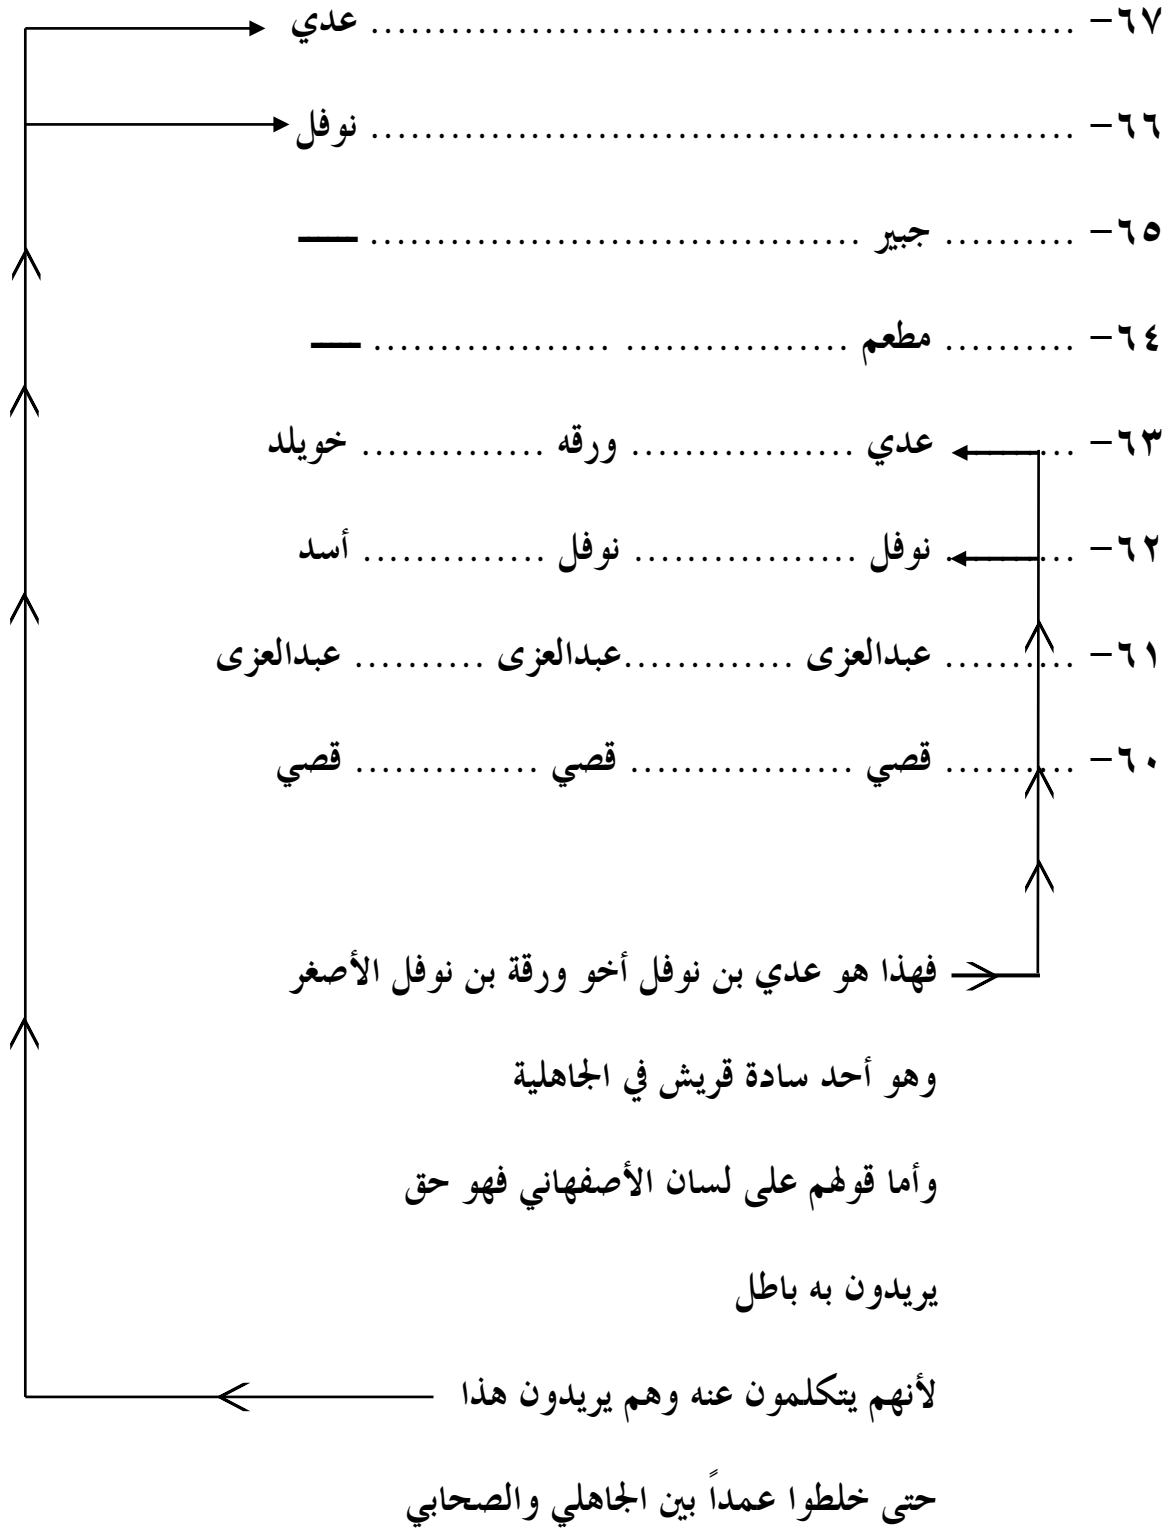 ٦٧– ..................................................... عدي
٦٦– ..................................................... نوفل
٦٥– .......... جبير ..................................... ــــــ
٦٤– .......... مطعم ................. .................. ـــــ
٦٣– .......... عدي ................. ورقه .............. خويلد
٦٢– .......... نوفل ................. نوفل .............. أسد
٦١– .......... عبدالعزى .............عبدالعزى .......... عبدالعزى
٦٠– .......... قصي ................. قصي .............. قصي
فهذا هو عدي بن نوفل أخو ورقة بن نوفل الأصغر
وهو أحد سادة قريش في الجاهلية
وأما قولهم على لسان الأصفهاني فهو حق
يريدون به باطل
لأنهم يتكلمون عنه وهم يريدون هذا
حتى خلطوا عمداً بين الجاهلي والصحابي